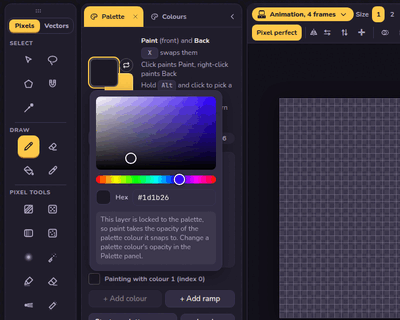 Pixels Vectors
SELECT
DRAW
PIXEL TOOLS
Palette
Colours
Paint (front) and Back
X swaps them
Click paints Paint, right-click
paints Back
Hold Alt and click to pick a
Hex #1d1b26
This layer is locked to the palette,
so paint takes the opacity of the
palette colour it snaps to. Change a
palette colour's opacity in the
Palette panel.
Painting with colour 1 (index 0)
+ Add colour
+ Add ramp
Animation, 4 frames
Size 1 2
Pixel perfect